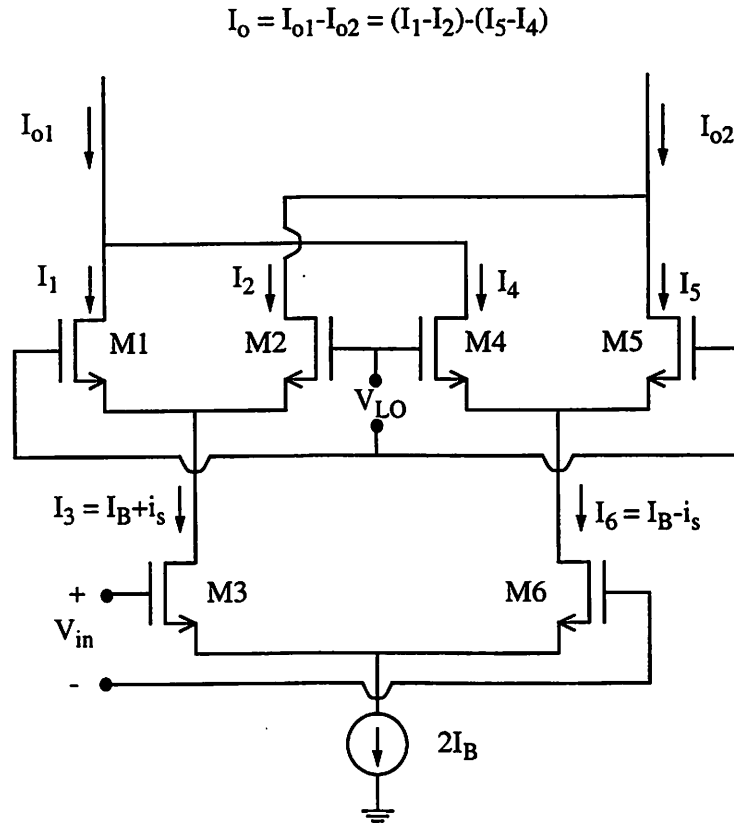 I_o = I_o1-I_o2 = (I_1-I_2)-(I_5-I_4)
I_o1
I_o2
I_1
I_2
I_4
I_5
M1
M2
M4
M5
V_LO
I_3 = I_B+i_s
I_6 = I_B-i_s
+
M3
M6
V_in
-
2I_B